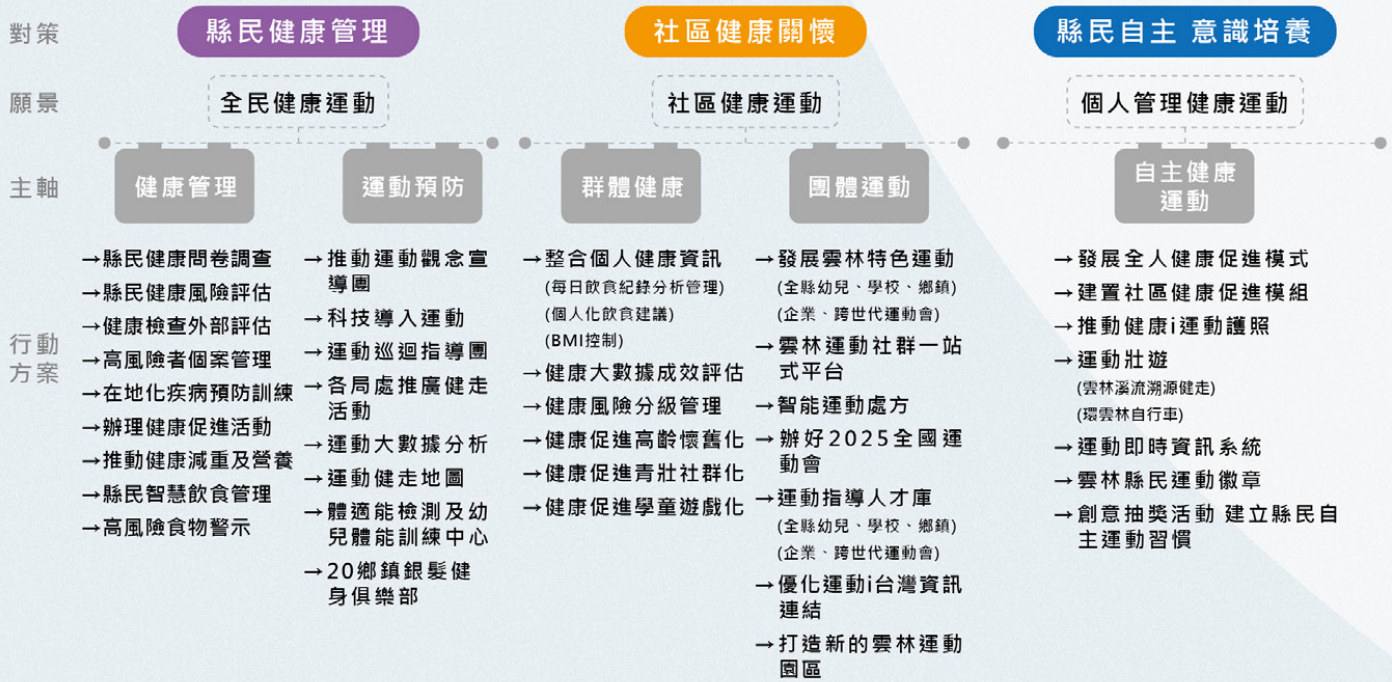 對策
縣民健康管理
社區健康關懷
縣民自主 意識培養
願景
全民健康運動
社區健康運動
個人管理健康運動
主軸
健康管理
運動預防
群體健康
團體運動
自主健康
運動
行動
方案
→縣民健康問卷調查
→縣民健康風險評估
→健康檢查外部評估
→高風險者個案管理
→在地化疾病預防訓練
→辦理健康促進活動
→推動健康減重及營養
→縣民智慧飲食管理
→高風險食物警示
→推動運動觀念宣
導團
→科技導入運動
→運動巡迴指導團
→各局處推廣健走
活動
→運動大數據分析
→運動健走地圖
→體適能檢測及幼
兒體能訓練中心
→20鄉鎮銀髮健
身俱樂部
→整合個人健康資訊
(每日飲食紀錄分析管理)
(個人化飲食建議)
(BMI控制)
→健康大數據成效評估
→健康風險分級管理
→健康促進高齡懷舊化
→健康促進青壯社群化
→健康促進學童遊戲化
→發展雲林特色運動
(全縣幼兒、學校、鄉鎮)
(企業、跨世代運動會)
→雲林運動社群一站
式平台
→智能運動處方
→辦好2025全國運
動會
→運動指導人才庫
(全縣幼兒、學校、鄉鎮)
(企業、跨世代運動會)
→優化運動i台灣資訊
連結
→打造新的雲林運動
園區
→發展全人健康促進模式
→建置社區健康促進模組
→推動健康i運動護照
→運動壯遊
(雲林溪流溯源健走)
(環雲林自行車)
→運動即時資訊系統
→雲林縣民運動徽章
→創意抽獎活動 建立縣民自
主運動習慣